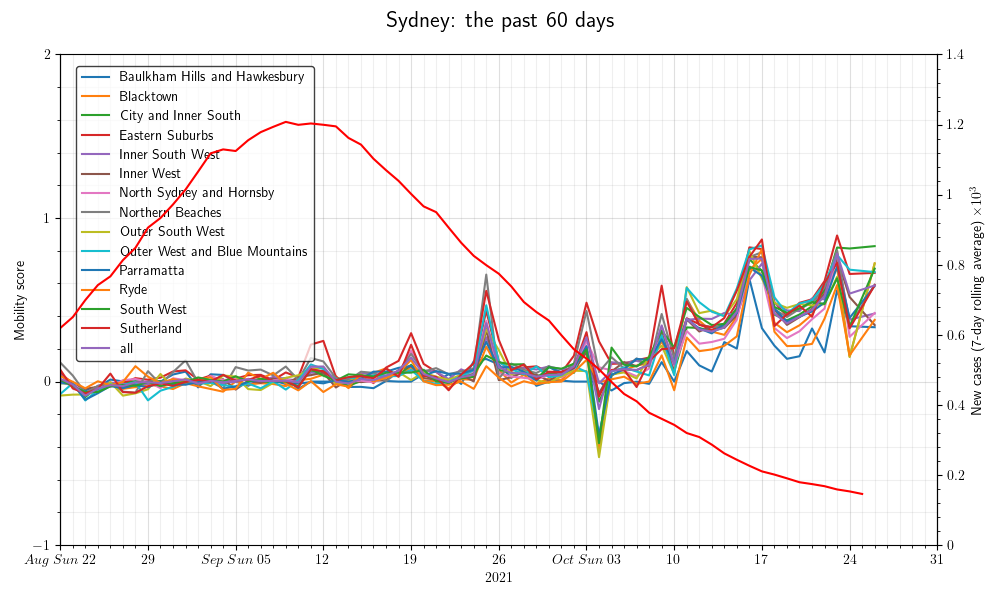 Sydney: the past 60 days
2
1
0
−1
Mobility score
Baulkham Hills and Hawkesbury
Blacktown
City and Inner South
Eastern Suburbs
Inner South West
Inner West
North Sydney and Hornsby
Northern Beaches
Outer South West
Outer West and Blue Mountains
Parramatta
Ryde
South West
Sutherland
all
1.4
1.2
1
0.8
0.6
0.4
0.2
0
New cases (7-day rolling average) ×10³
Aug Sun 22 29 Sep Sun 05 12 19 26 Oct Sun 03 10 17 24 31
2021